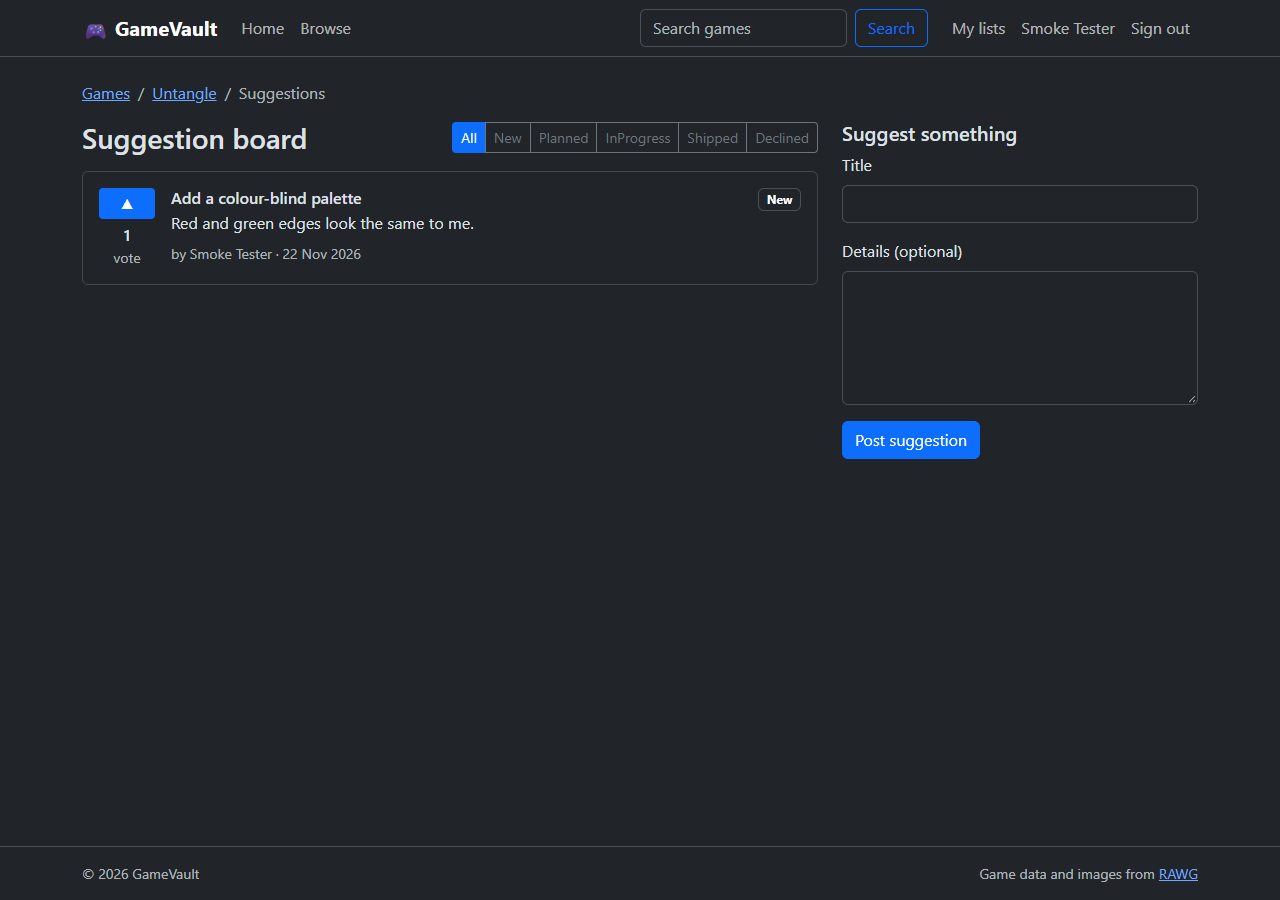 GameVault Home Browse Search games Search My lists Smoke Tester Sign out
Games / Untangle / Suggestions
Suggestion board
All New Planned InProgress Shipped Declined
▲
1
vote
Add a colour-blind palette
New
Red and green edges look the same to me.
by Smoke Tester · 22 Nov 2026
Suggest something
Title
Details (optional)
Post suggestion
© 2026 GameVault
Game data and images from RAWG